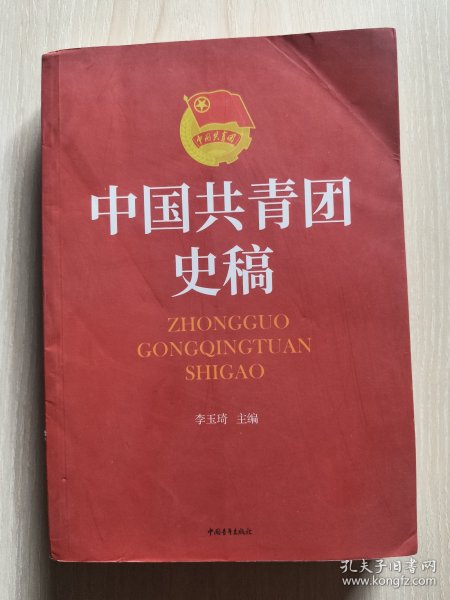 中国共青团
中国共青团
史稿
ZHONGGUO
GONGQINGTUAN
SHIGAO
李玉琦 主编
中国青年出版社
孔夫子旧书网
www.kongfz.com